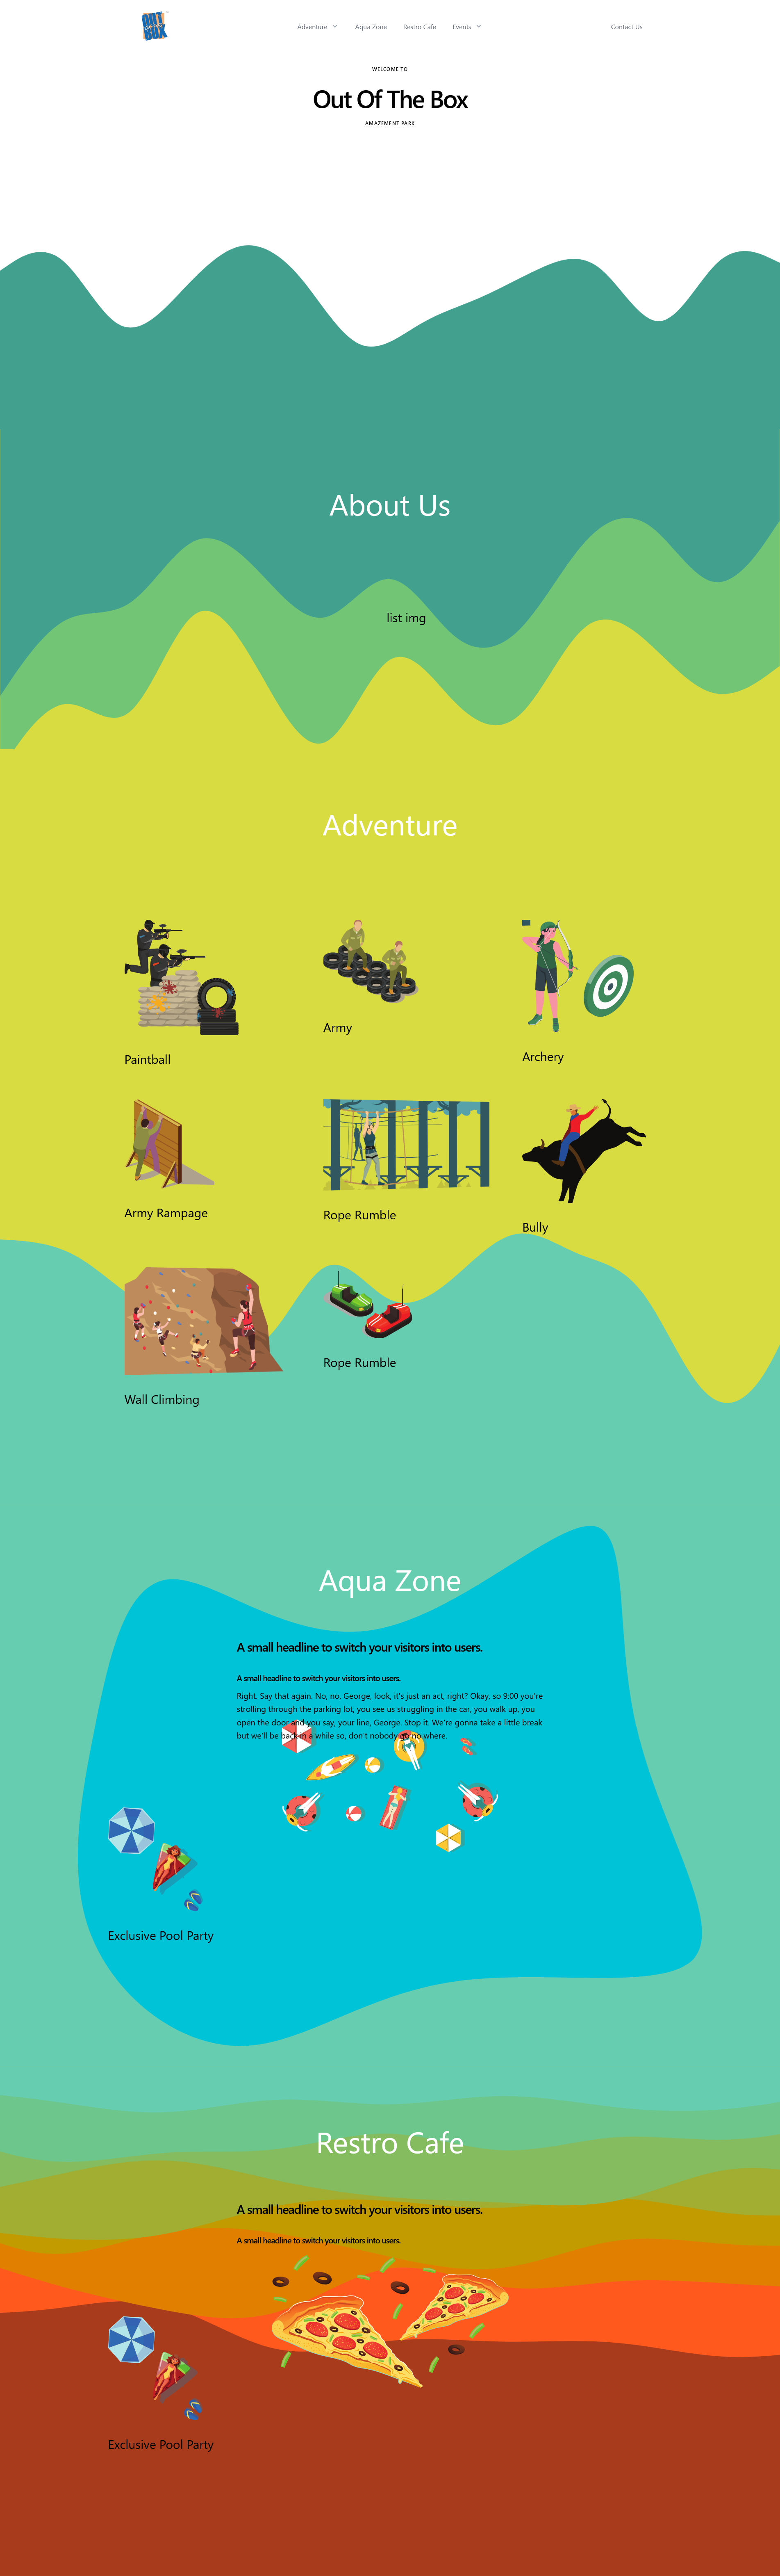 OUT
BOX
Adventure
Aqua Zone
Restro Cafe
Events
Contact Us
WELCOME TO
Out Of The Box
AMAZEMENT PARK
About Us
list img
Adventure
Paintball
Army
Archery
Army Rampage
Rope Rumble
Bully
Wall Climbing
Rope Rumble
Aqua Zone
A small headline to switch your visitors into users.
A small headline to switch your visitors into users.
Right. Say that again. No, no, George, look, it's just an act, right? Okay, so 9:00 you're
strolling through the parking lot, you see us struggling in the car, you walk up, you
open the door and you say, your line, George. Stop it. We're gonna take a little break
but we'll be back in a while so, don't nobody go no where.
Exclusive Pool Party
Restro Cafe
A small headline to switch your visitors into users.
A small headline to switch your visitors into users.
Exclusive Pool Party